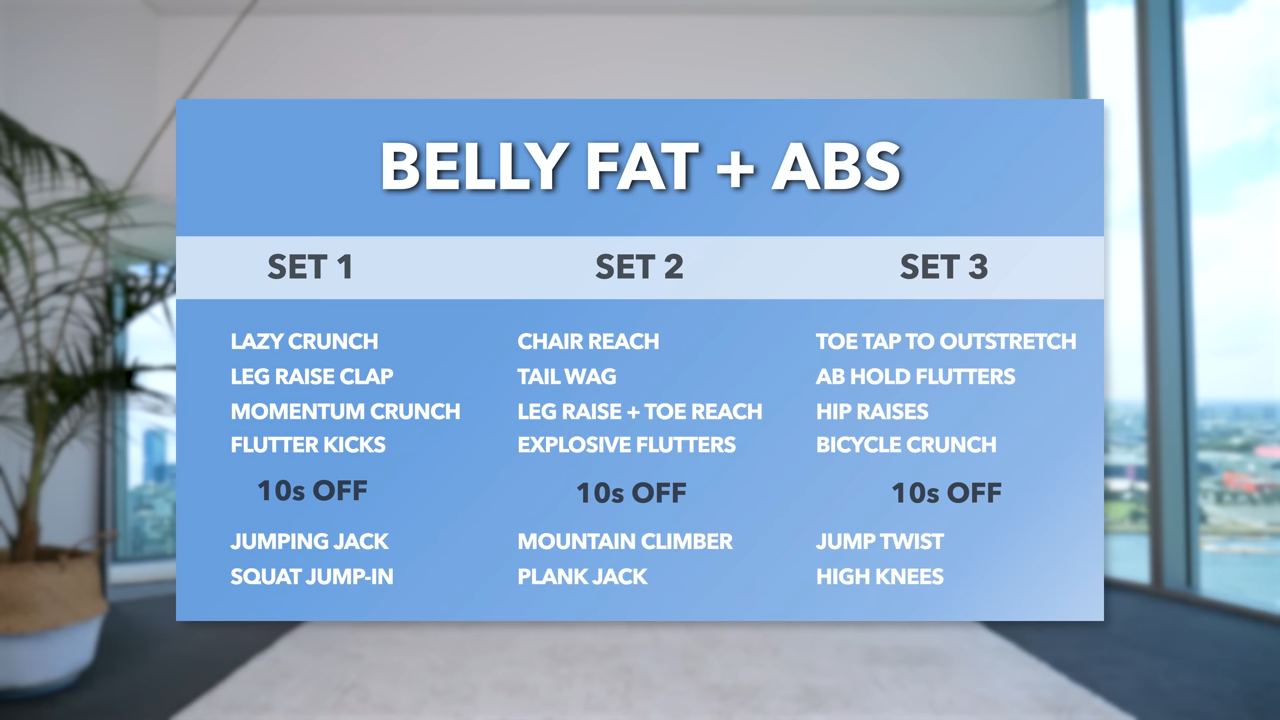 BELLY FAT + ABS
SET 1
LAZY CRUNCH
LEG RAISE CLAP
MOMENTUM CRUNCH
FLUTTER KICKS
10s OFF
JUMPING JACK
SQUAT JUMP-IN
SET 2
CHAIR REACH
TAIL WAG
LEG RAISE + TOE REACH
EXPLOSIVE FLUTTERS
10s OFF
MOUNTAIN CLIMBER
PLANK JACK
SET 3
TOE TAP TO OUTSTRETCH
AB HOLD FLUTTERS
HIP RAISES
BICYCLE CRUNCH
10s OFF
JUMP TWIST
HIGH KNEES